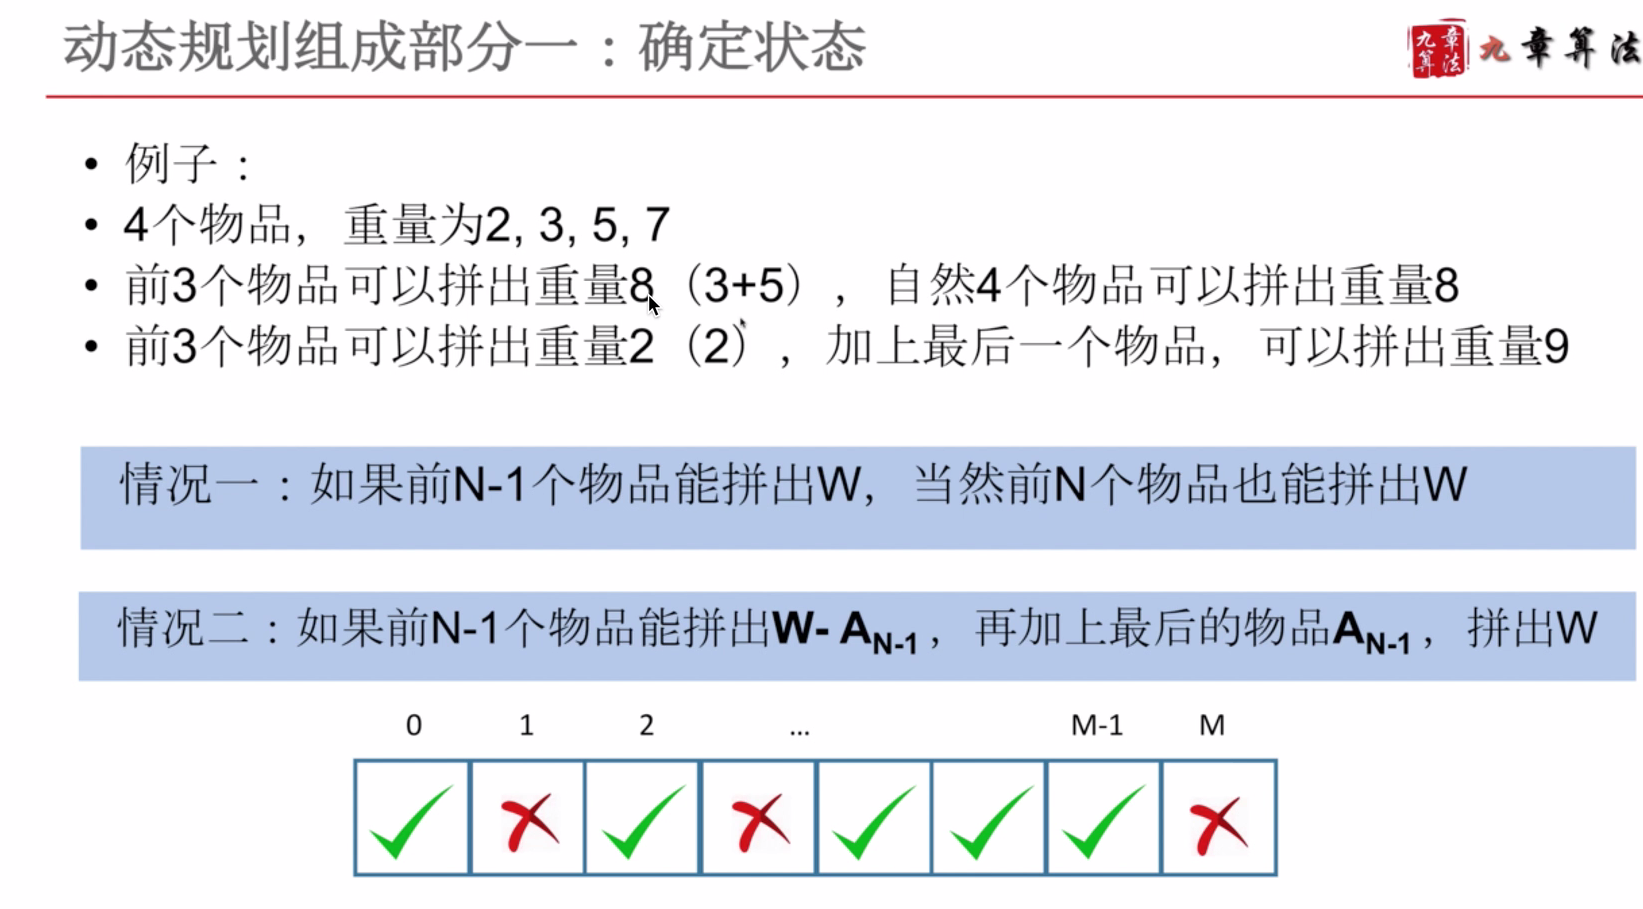 动态规划组成部分一：确定状态
九章算法
九章算法
• 例子：
• 4个物品，重量为2, 3, 5, 7
• 前3个物品可以拼出重量8（3+5），自然4个物品可以拼出重量8
• 前3个物品可以拼出重量2（2），加上最后一个物品，可以拼出重量9
情况一：如果前N-1个物品能拼出W，当然前N个物品也能拼出W
情况二：如果前N-1个物品能拼出W- A_N-1，再加上最后的物品A_N-1，拼出W
0 1 2 ... M-1 M